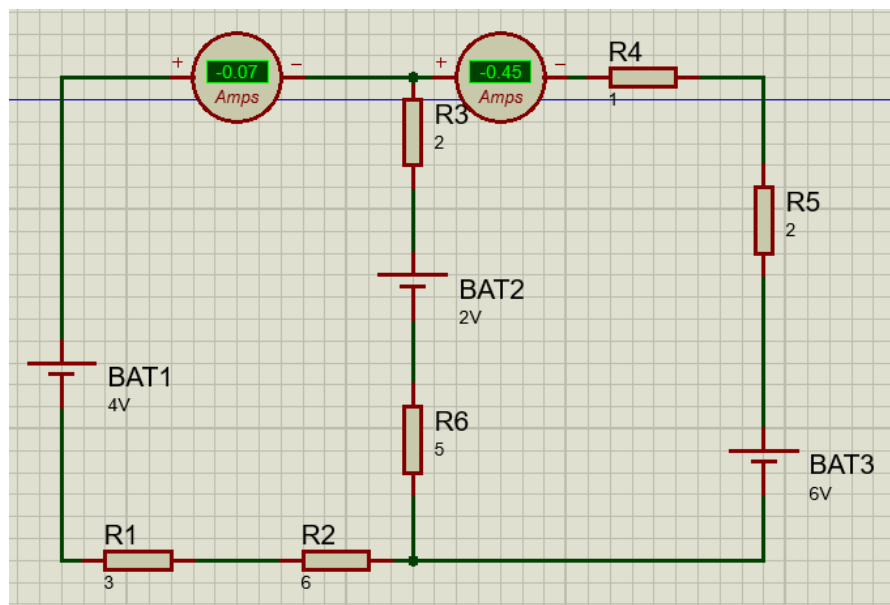 + -0.07 −
Amps
+ -0.45 −
Amps
R4
1
R3
2
R5
2
BAT2
2V
BAT1
4V
R6
5
BAT3
6V
R1
3
R2
6